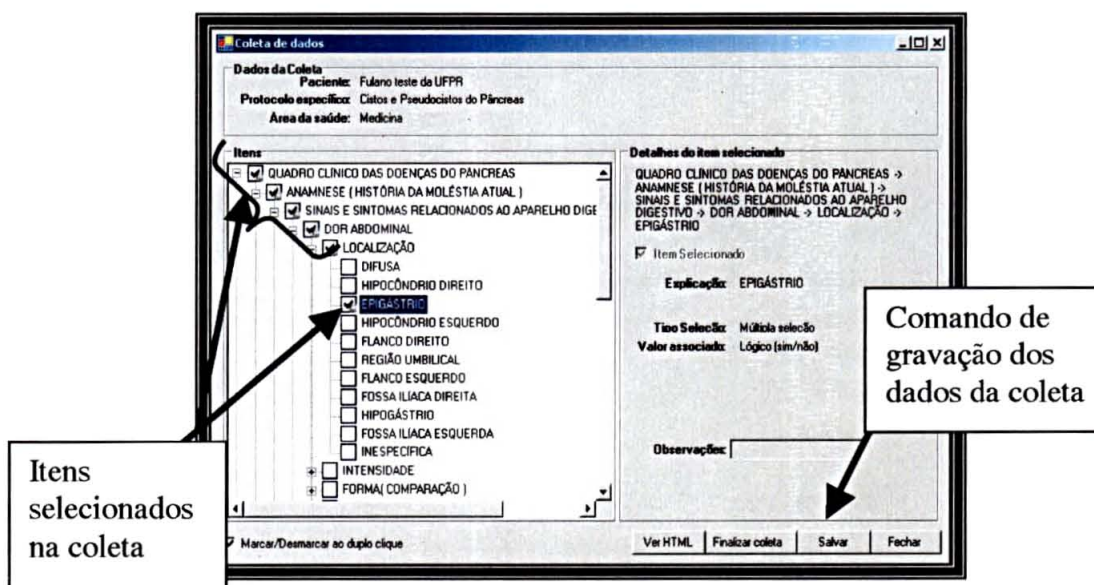 Coleta de dados
Dados da Coleta
Paciente: Fulano teste da UFPR
Protocolo específico: Cistos e Pseudocistos do Pâncreas
Área da saúde: Medicina
Itens
QUADRO CLÍNICO DAS DOENÇAS DO PÂNCREAS
ANAMNESE ( HISTÓRIA DA MOLÉSTIA ATUAL )
SINAIS E SINTOMAS RELACIONADOS AO APARELHO DIGE
DOR ABDOMINAL
LOCALIZAÇÃO
DIFUSA
HIPOCÔNDRIO DIREITO
EPIGÁSTRIO
HIPOCÔNDRIO ESQUERDO
FLANCO DIREITO
REGIÃO UMBILICAL
FLANCO ESQUERDO
FOSSA ILÍACA DIREITA
HIPOGÁSTRIO
FOSSA ILÍACA ESQUERDA
INESPECÍFICA
INTENSIDADE
FORMA( COMPARAÇÃO )
Marcar/Desmarcar ao duplo clique
Detalhes do item selecionado
QUADRO CLÍNICO DAS DOENÇAS DO PÂNCREAS ->
ANAMNESE ( HISTÓRIA DA MOLÉSTIA ATUAL ) ->
SINAIS E SINTOMAS RELACIONADOS AO APARELHO
DIGESTIVO -> DOR ABDOMINAL -> LOCALIZAÇÃO ->
EPIGÁSTRIO
Item Selecionado
Explicação: EPIGÁSTRIO
Tipo Seleção: Múltipla seleção
Valor associado: Lógico (sim/não)
Observações:
Ver HTML
Finalizar coleta
Salvar
Fechar
Comando de
gravação dos
dados da coleta
Itens
selecionados
na coleta